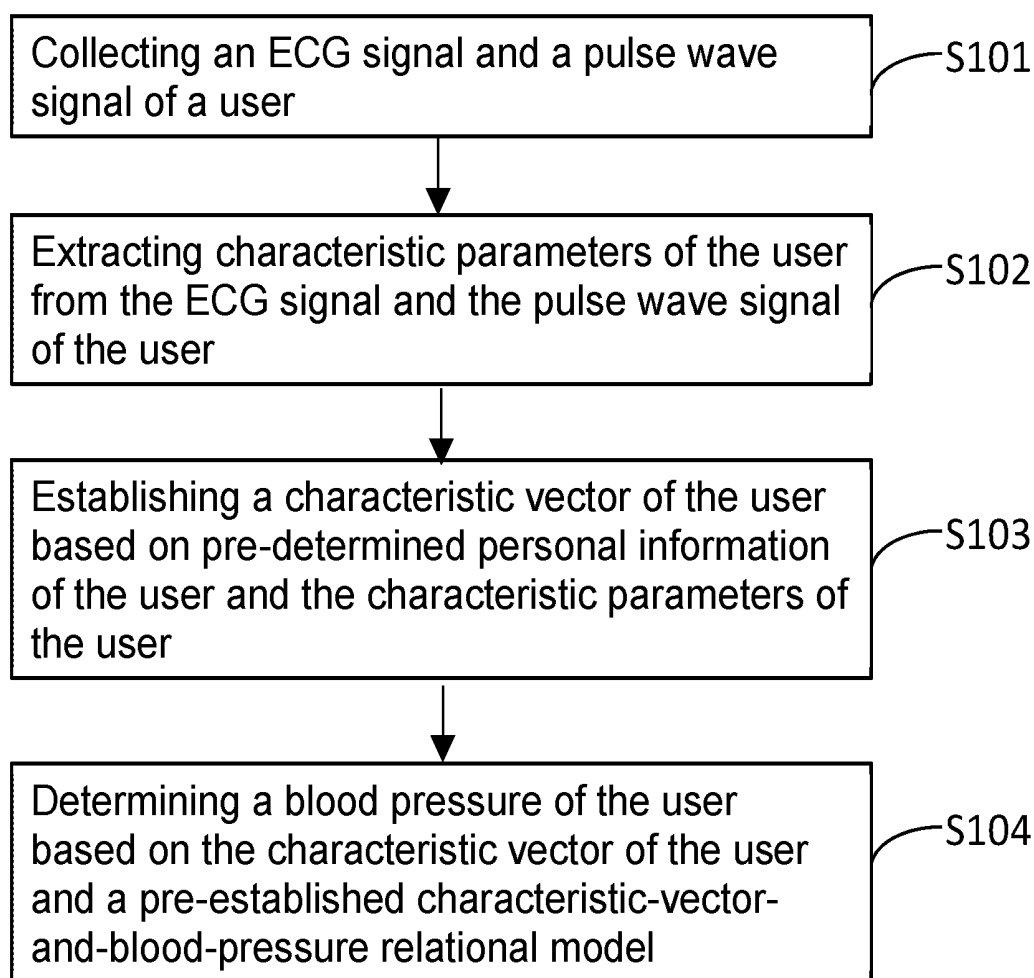 Collecting an ECG signal and a pulse wave
signal of a user
S101
Extracting characteristic parameters of the user
from the ECG signal and the pulse wave signal
of the user
S102
Establishing a characteristic vector of the user
based on pre-determined personal information
of the user and the characteristic parameters of
the user
S103
Determining a blood pressure of the user
based on the characteristic vector of the user
and a pre-established characteristic-vector-
and-blood-pressure relational model
S104